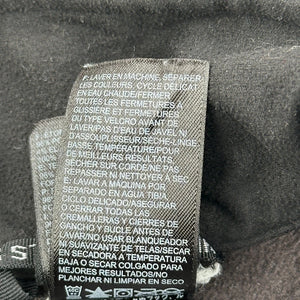 F: LAVER EN MACHINE, SÉPARER
LES COULEURS, CYCLE DÉLICAT
EN EAU CHAUDE/FERMER
TOUTES LES FERMETURES À
GLISSIÈRE ET FERMETURES
DU TYPE VELCRO AVANT DE
LAVER/PAS D'EAU DE JAVEL NI
D'ASSOUPLISSEUR/SÈCHE-LINGE,
BASSE TEMPÉRATURE/POUR
DE MEILLEURS RÉSULTATS,
SÉCHER SUR CORDE/NE PAS
REPASSER NI NETTOYER À SEC
LAVAR A MÁQUINA POR
SEPARADO EN AGUA TIBIA,
CICLO DELICADO/ASEGURAR
O CERRAR TODAS LAS
CREMALLERAS Y CIERRES DE
GANCHO Y BUCLE ANTES DE
LAVAR/NO USAR BLANQUEADOR
NI SUAVIZANTE DE TELAS/SECAR
EN SECADORA A TEMPERATURA
BAJA O SECAR COLGADO PARA
MEJORES RESULTADOS/NO
PLANCHAR NI LIMPIAR EN SECO
S